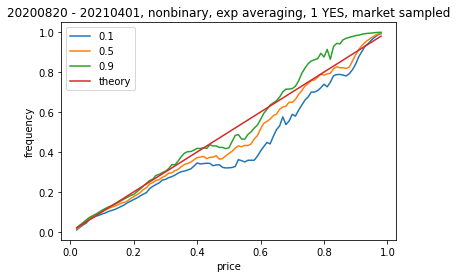 20200820 - 20210401, nonbinary, exp averaging, 1 YES, market sampled
1.0
0.8
0.6
0.4
0.2
0.0
frequency
0.1
0.5
0.9
theory
0.0 0.2 0.4 0.6 0.8 1.0
price